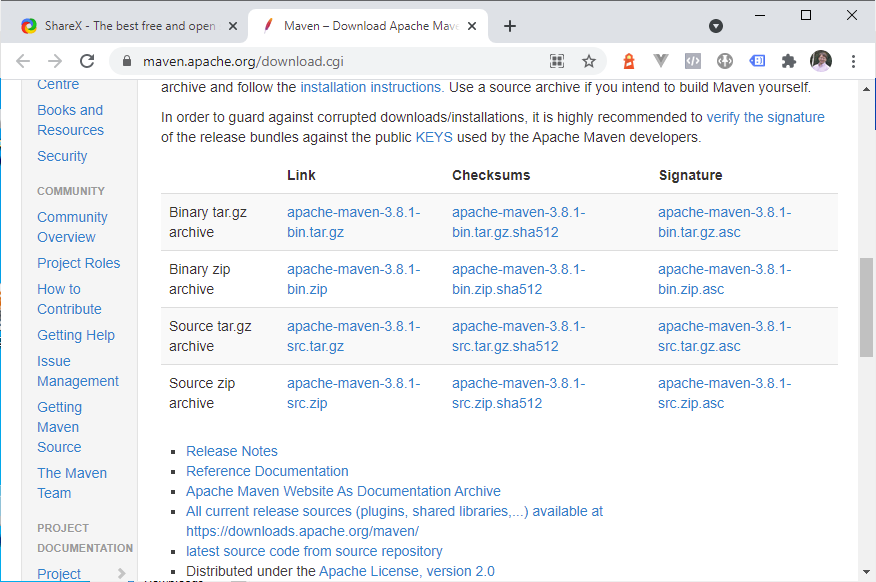 ShareX - The best free and open
Maven – Download Apache Mav
maven.apache.org/download.cgi
Centre
Books and
Resources
Security
COMMUNITY
Community
Overview
Project Roles
How to
Contribute
Getting Help
Issue
Management
Getting
Maven
Source
The Maven
Team
PROJECT
DOCUMENTATION
Project
archive and follow the installation instructions. Use a source archive if you intend to build Maven yourself.
In order to guard against corrupted downloads/installations, it is highly recommended to verify the signature
of the release bundles against the public KEYS used by the Apache Maven developers.
Link Checksums Signature
Binary tar.gz apache-maven-3.8.1- apache-maven-3.8.1- apache-maven-3.8.1-
archive bin.tar.gz bin.tar.gz.sha512 bin.tar.gz.asc
Binary zip apache-maven-3.8.1- apache-maven-3.8.1- apache-maven-3.8.1-
archive bin.zip bin.zip.sha512 bin.zip.asc
Source tar.gz apache-maven-3.8.1- apache-maven-3.8.1- apache-maven-3.8.1-
archive src.tar.gz src.tar.gz.sha512 src.tar.gz.asc
Source zip apache-maven-3.8.1- apache-maven-3.8.1- apache-maven-3.8.1-
archive src.zip src.zip.sha512 src.zip.asc
Release Notes
Reference Documentation
Apache Maven Website As Documentation Archive
All current release sources (plugins, shared libraries,...) available at
https://downloads.apache.org/maven/
latest source code from source repository
Distributed under the Apache License, version 2.0